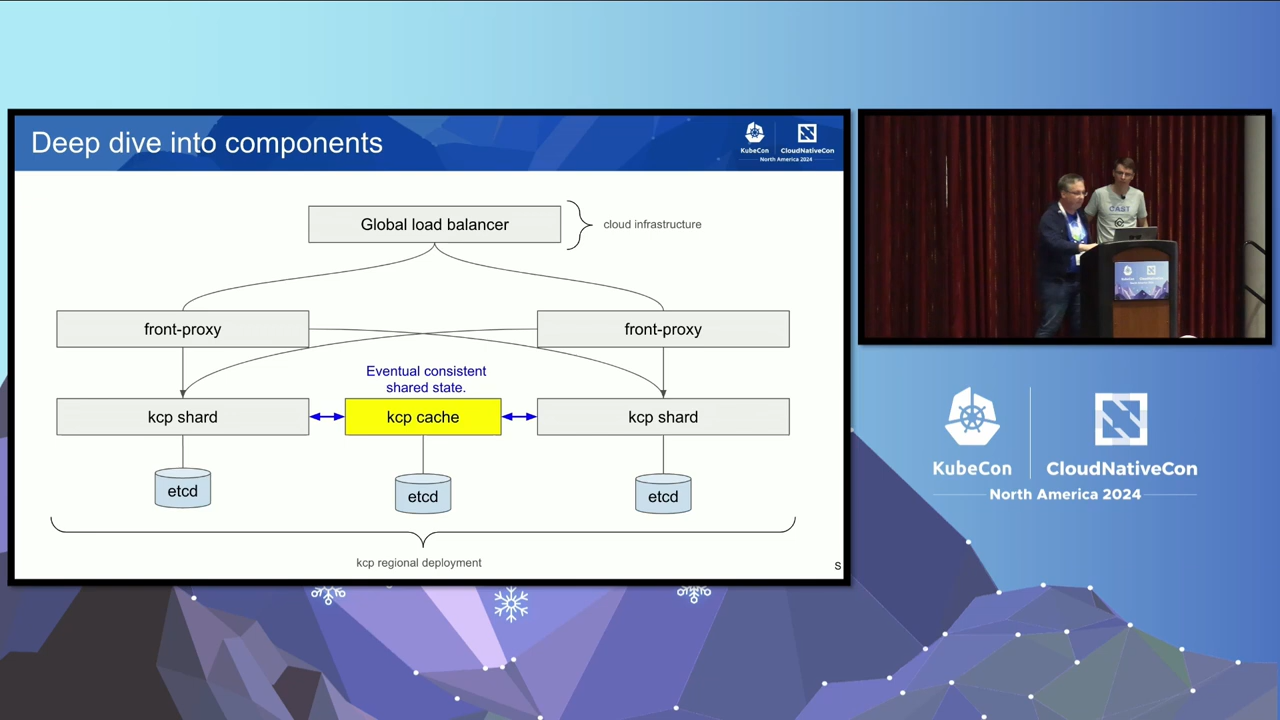 Deep dive into components
KubeCon
CloudNativeCon
North America 2024
Global load balancer
cloud infrastructure
front-proxy
front-proxy
Eventual consistent
shared state.
kcp shard
kcp cache
kcp shard
etcd
etcd
etcd
kcp regional deployment
S
CAST
KubeCon
CloudNativeCon
North America 2024